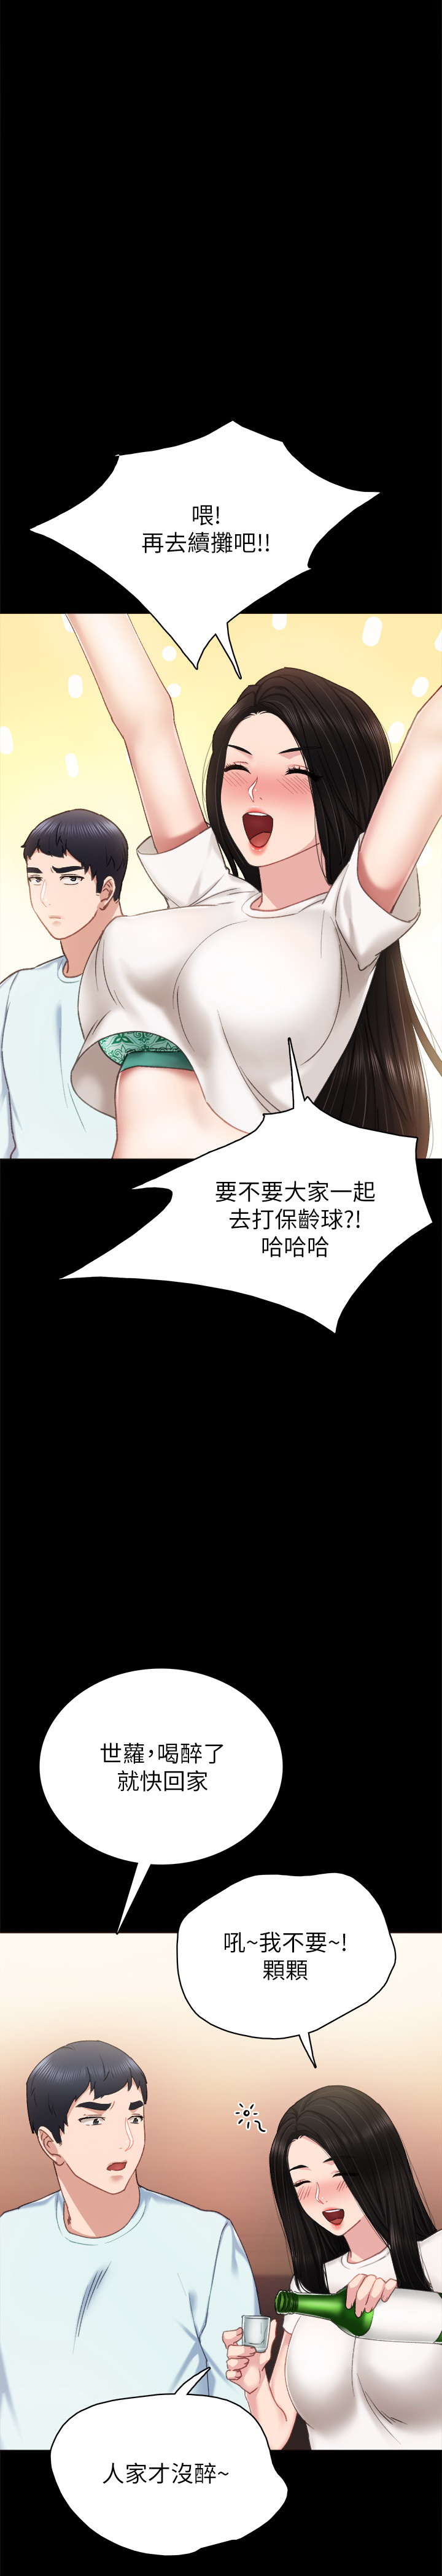 喂!
再去續攤吧!!
要不要大家一起
去打保齡球?!
哈哈哈
世蘿,喝醉了
就快回家
吼~我不要~!
顆顆
人家才沒醉~